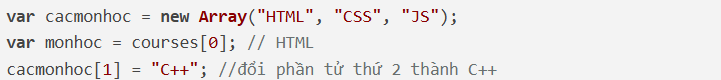 var cacmonhoc = new Array("HTML", "CSS", "JS");
var monhoc = courses[0]; // HTML
cacmonhoc[1] = "C++"; //đổi phần tử thứ 2 thành C++